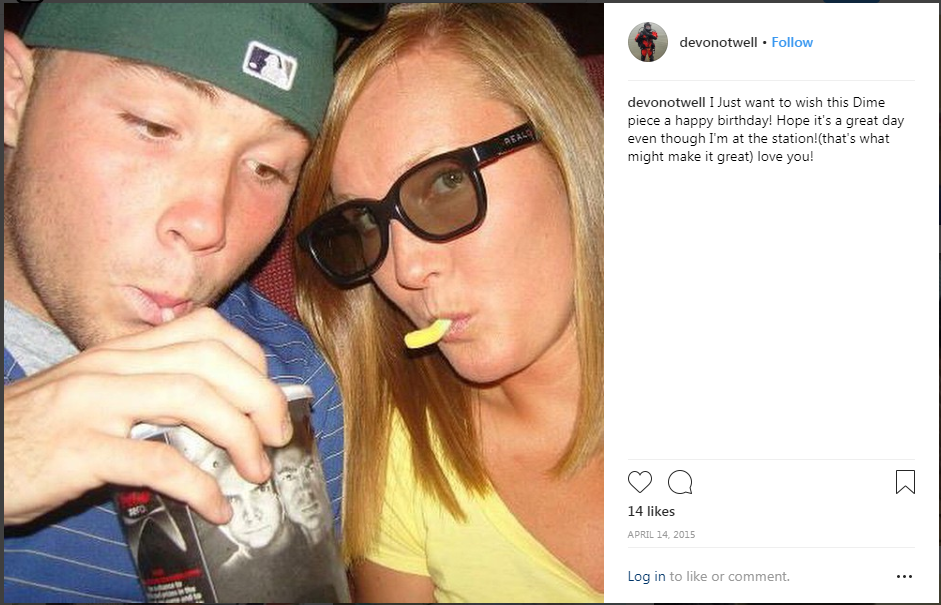 devonotwell • Follow
devonotwell I Just want to wish this Dime
piece a happy birthday! Hope it's a great day
even though I'm at the station!(that's what
might make it great) love you!
14 likes
APRIL 14, 2015
Log in to like or comment.
REALD
ZERO